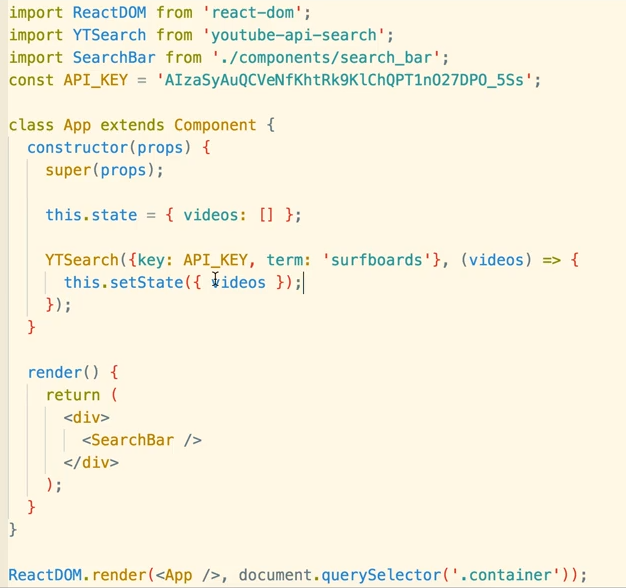 import ReactDOM from 'react-dom';
import YTSearch from 'youtube-api-search';
import SearchBar from './components/search_bar';
const API_KEY = 'AIzaSyAuQCVeNfKhtRk9KlChQPT1nO27DPO_5Ss';
class App extends Component {
constructor(props) {
super(props);
this.state = { videos: [] };
YTSearch({key: API_KEY, term: 'surfboards'}, (videos) => {
this.setState({ videos });
});
}
render() {
return (
<div>
<SearchBar />
</div>
);
}
}
ReactDOM.render(<App />, document.querySelector('.container'));